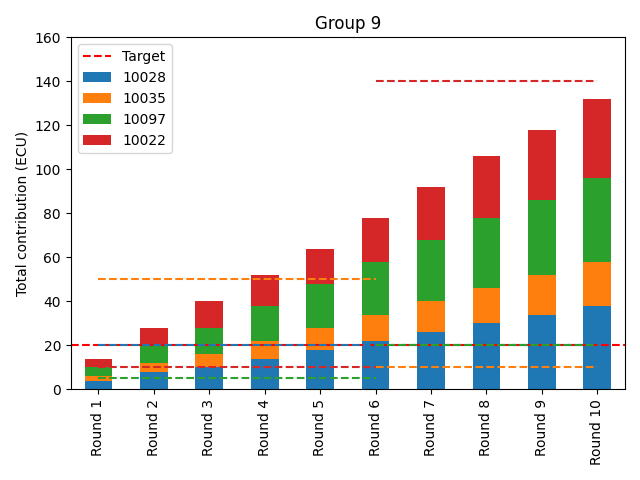 Group 9
Total contribution (ECU)
160
140
120
100
80
60
40
20
0
Target
10028
10035
10097
10022
Round 1
Round 2
Round 3
Round 4
Round 5
Round 6
Round 7
Round 8
Round 9
Round 10